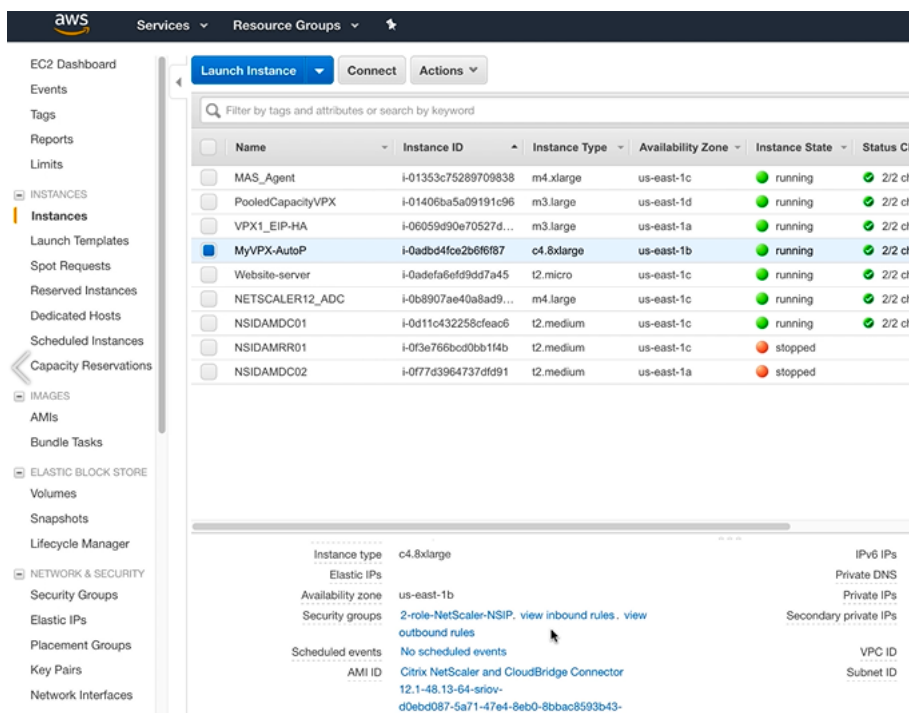 aws Services Resource Groups
EC2 Dashboard
Events
Tags
Reports
Limits
INSTANCES
Instances
Launch Templates
Spot Requests
Reserved Instances
Dedicated Hosts
Scheduled Instances
Capacity Reservations
IMAGES
AMIs
Bundle Tasks
ELASTIC BLOCK STORE
Volumes
Snapshots
Lifecycle Manager
NETWORK & SECURITY
Security Groups
Elastic IPs
Placement Groups
Key Pairs
Network Interfaces
Launch Instance Connect Actions
Filter by tags and attributes or search by keyword
Name Instance ID Instance Type Availability Zone Instance State Status C
MAS_Agent i-01353c75289709838 m4.xlarge us-east-1c running 2/2 ch
PooledCapacityVPX i-01406ba5a09191c96 m3.large us-east-1d running 2/2 ch
VPX1_EIP-HA i-06059d90e70527d... m3.large us-east-1a running 2/2 ch
MyVPX-AutoP i-0adbd4fce2b6f6f87 c4.8xlarge us-east-1b running 2/2 ch
Website-server i-0adefa6efd9dd7a45 t2.micro us-east-1c running 2/2 ch
NETSCALER12_ADC i-0b8907ae40a8ad9... m4.large us-east-1c running 2/2 ch
NSIDAMDC01 i-0d11c432258cfeac6 t2.medium us-east-1c running 2/2 ch
NSIDAMRR01 i-0f3e766bcd0bb1f4b t2.medium us-east-1c stopped
NSIDAMDC02 i-0f77d3964737dfd91 t2.medium us-east-1a stopped
Instance type c4.8xlarge IPv6 IPs
Elastic IPs Private DNS
Availability zone us-east-1b Private IPs
Security groups 2-role-NetScaler-NSIP, view inbound rules, view Secondary private IPs
outbound rules
Scheduled events No scheduled events VPC ID
AMI ID Citrix NetScaler and CloudBridge Connector Subnet ID
12.1-48.13-64-sriov-
d0ebd087-5a71-47e4-8eb0-8bbac8593b43-